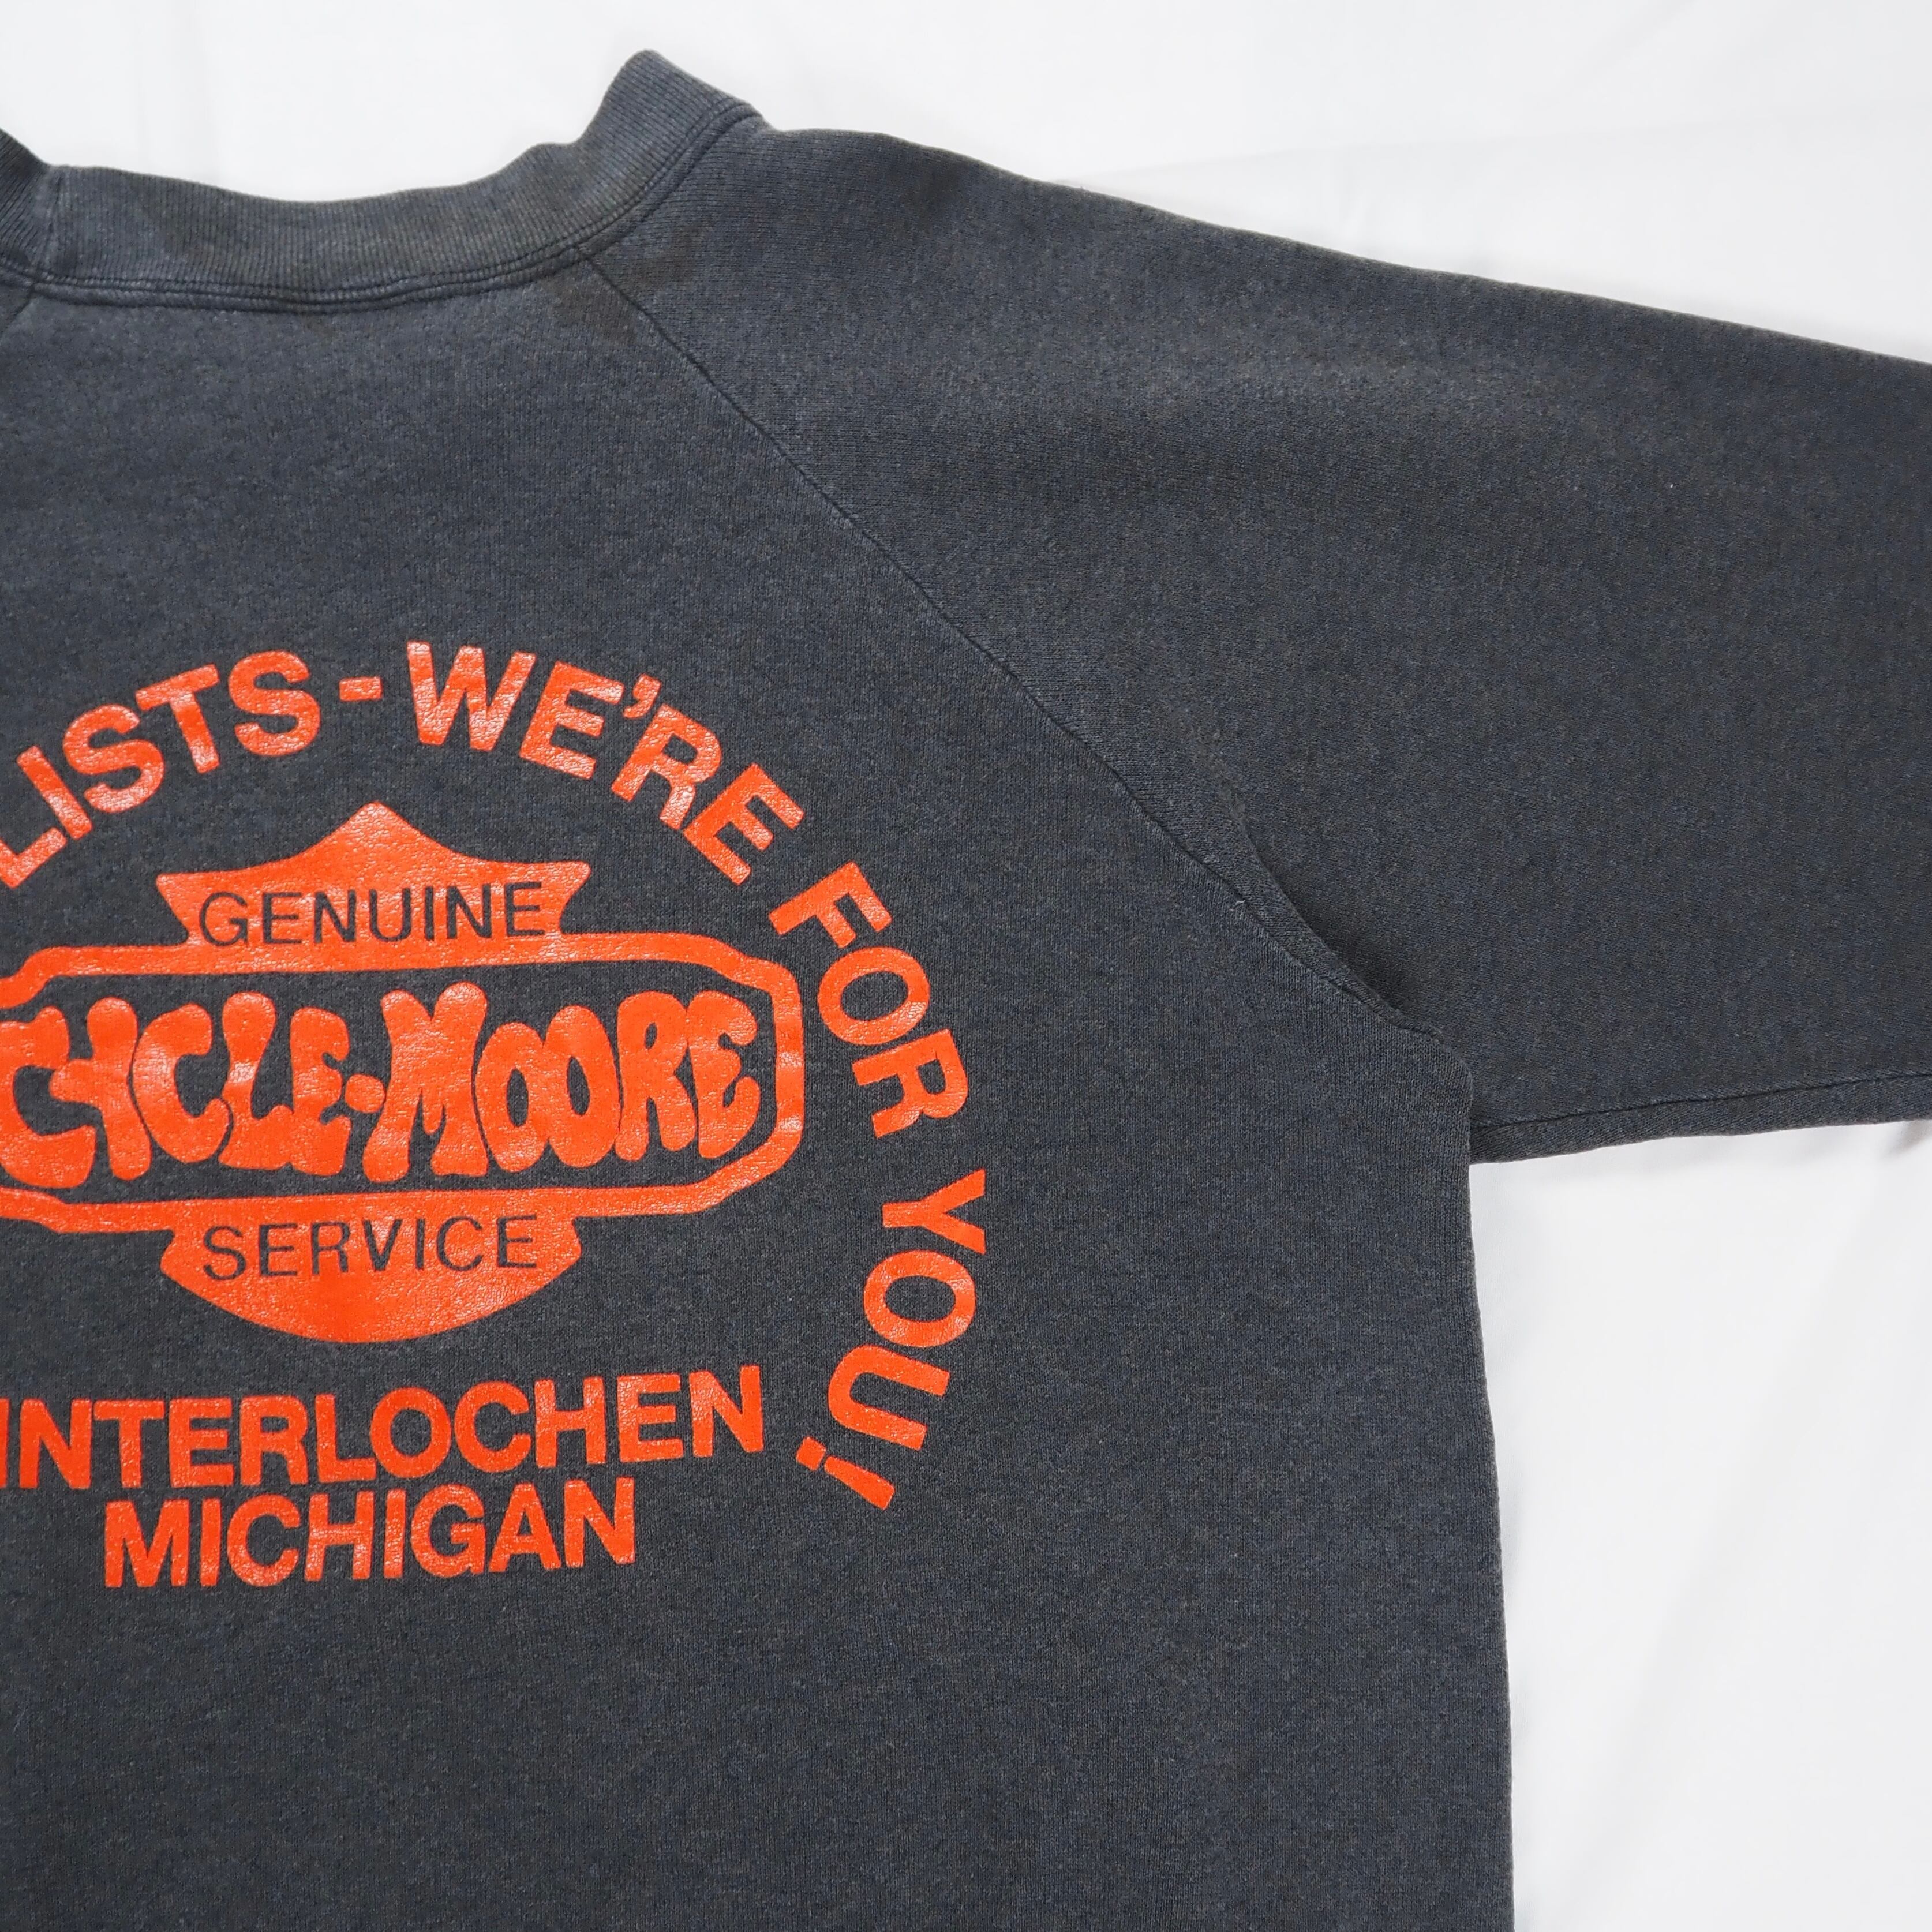 LISTS - WE'RE FOR YOU!
GENUINE
CYCLE-MOORE
SERVICE
INTERLOCHEN
MICHIGAN